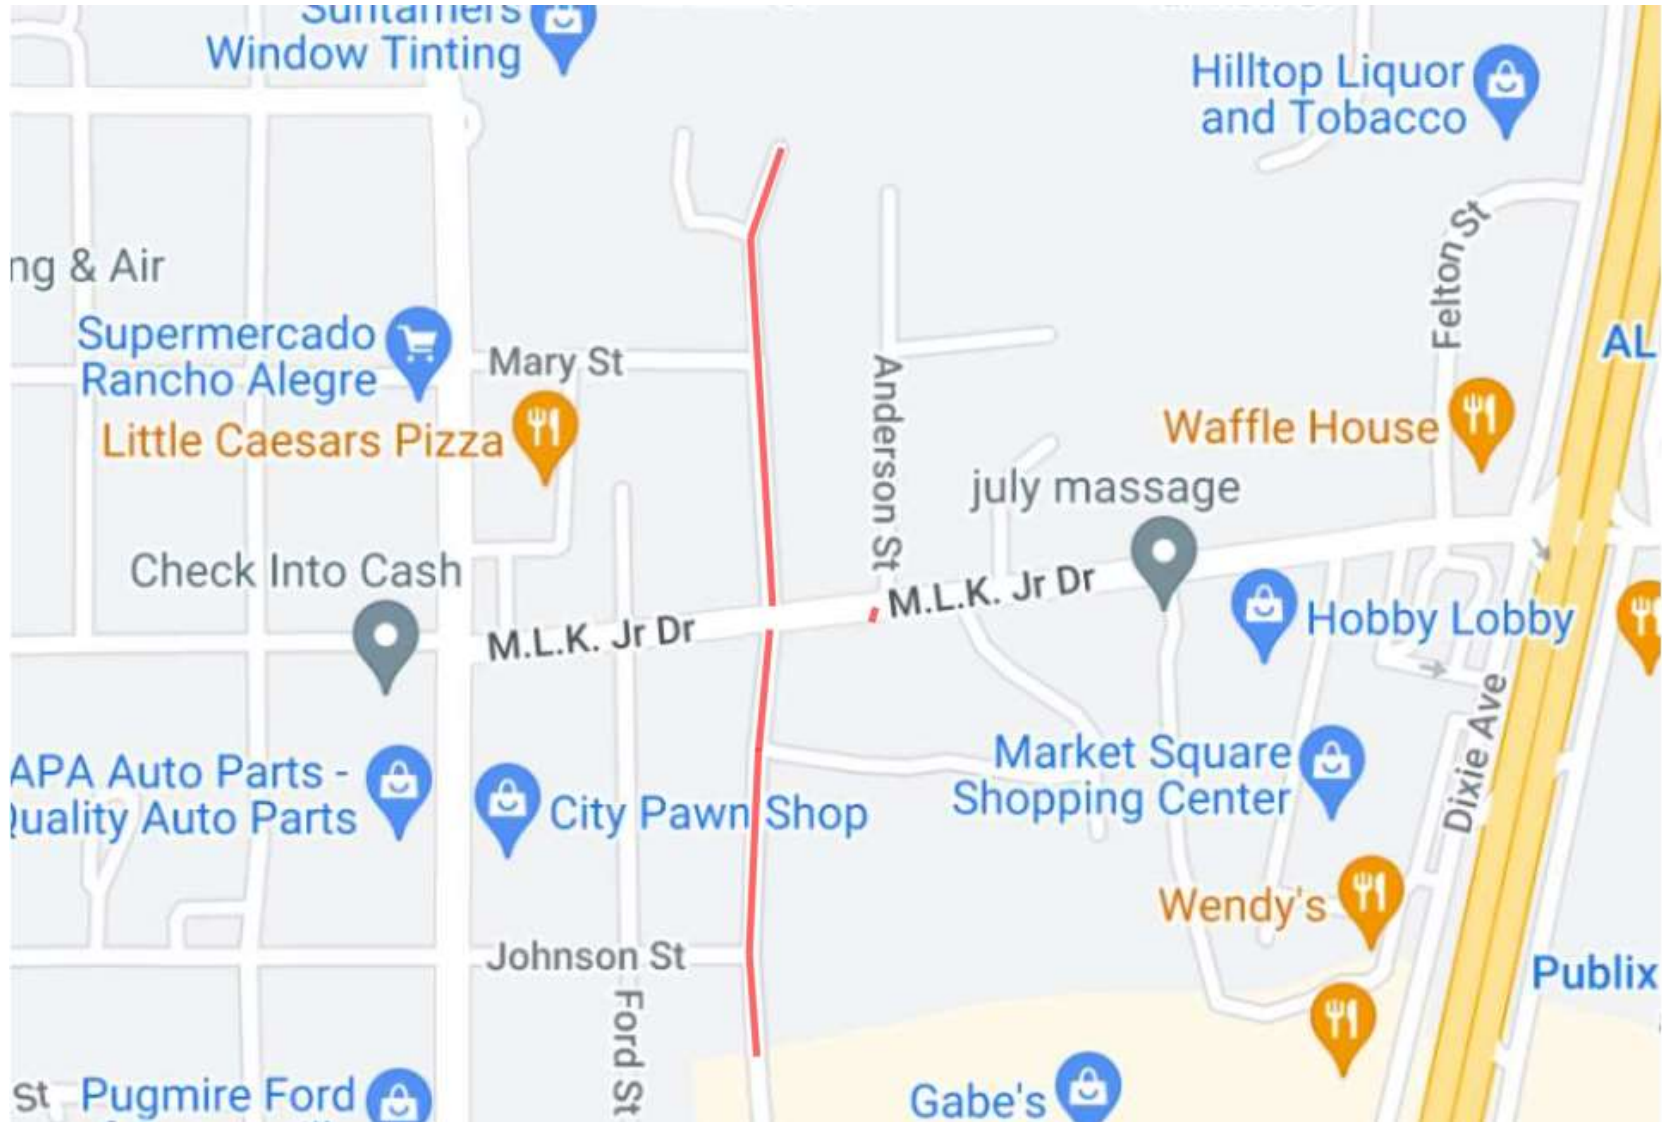 Suntamers
Window Tinting
Hilltop Liquor
and Tobacco
ng & Air
Felton St
Supermercado
Rancho Alegre
Mary St
AL
Anderson St
Little Caesars Pizza
Waffle House
july massage
Check Into Cash
M.L.K. Jr Dr
M.L.K. Jr Dr
Hobby Lobby
Dixie Ave
APA Auto Parts -
Quality Auto Parts
City Pawn Shop
Market Square
Shopping Center
Wendy's
Johnson St
Publix
Ford St
St
Pugmire Ford
Gabe's